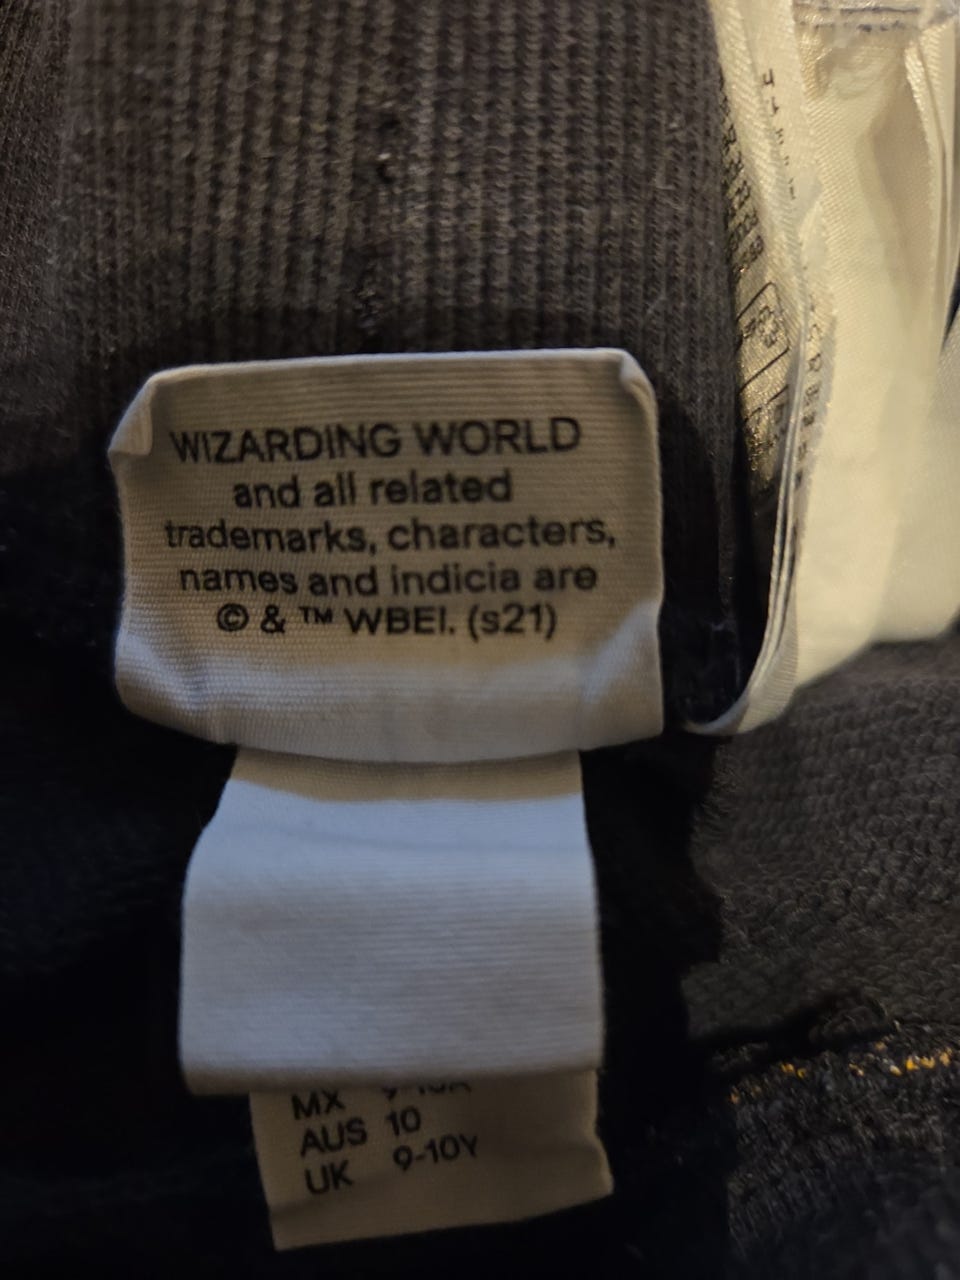 WIZARDING WORLD
and all related
trademarks, characters,
names and indicia are
© & ™ WBEI. (s21)
MX
AUS 10
UK 9-10Y